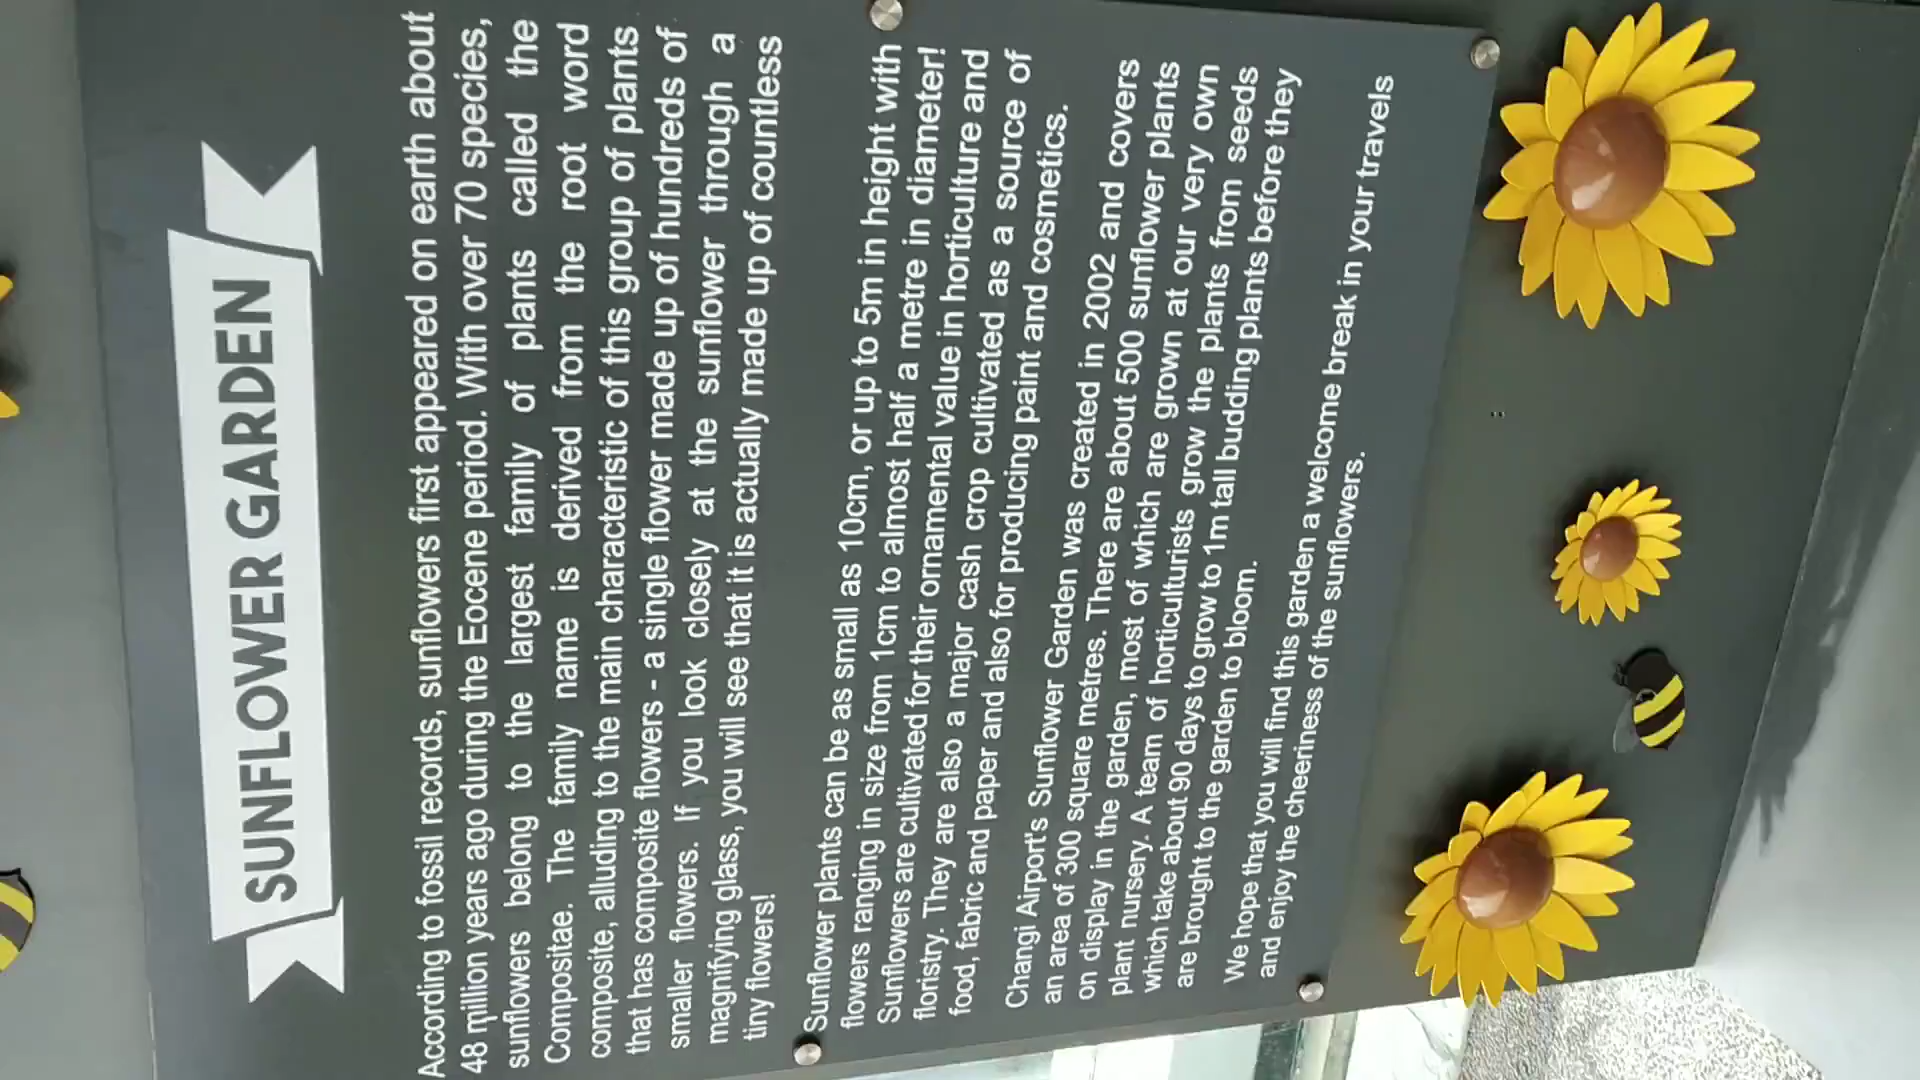 SUNFLOWER GARDEN
According to fossil records, sunflowers first appeared on earth about
48 million years ago during the Eocene period. With over 70 species,
sunflowers belong to the largest family of plants called the
Compositae. The family name is derived from the root word
composite, alluding to the main characteristic of this group of plants
that has composite flowers - a single flower made up of hundreds of
smaller flowers. If you look closely at the sunflower through a
magnifying glass, you will see that it is actually made up of countless
tiny flowers!
Sunflower plants can be as small as 10cm, or up to 5m in height with
flowers ranging in size from 1cm to almost half a metre in diameter!
Sunflowers are cultivated for their ornamental value in horticulture and
floristry. They are also a major cash crop cultivated as a source of
food, fabric and paper and also for producing paint and cosmetics.
Changi Airport's Sunflower Garden was created in 2002 and covers
an area of 300 square metres. There are about 500 sunflower plants
on display in the garden, most of which are grown at our very own
plant nursery. A team of horticulturists grow the plants from seeds
which take about 90 days to grow to 1m tall budding plants before they
are brought to the garden to bloom.
We hope that you will find this garden a welcome break in your travels
and enjoy the cheeriness of the sunflowers.